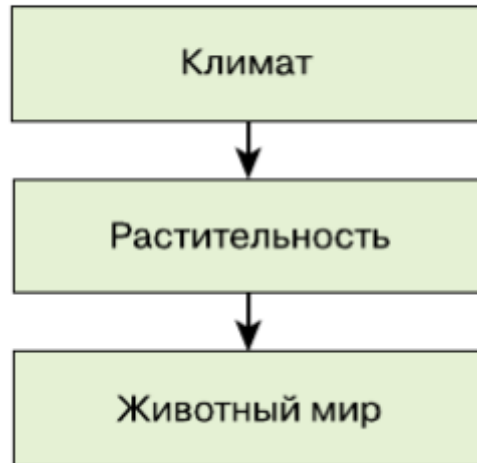 Климат
Растительность
Животный мир